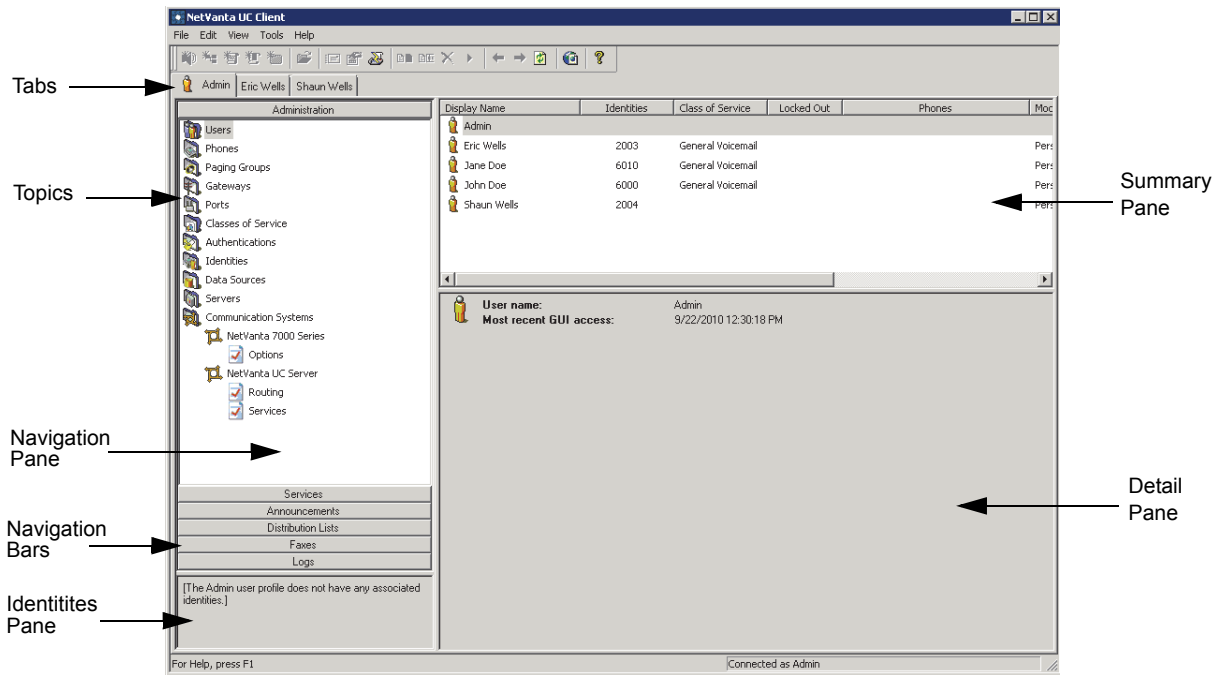 NetVanta UC Client
File Edit View Tools Help
Tabs
Admin Eric Wells Shaun Wells
Administration
Users
Phones
Paging Groups
Topics
Gateways
Ports
Classes of Service
Authentications
Identities
Data Sources
Servers
Communication Systems
NetVanta 7000 Series
Options
NetVanta UC Server
Routing
Services
Navigation
Pane
Services
Announcements
Distribution Lists
Navigation
Bars
Faxes
Logs
[The Admin user profile does not have any associated
identities.]
Identitites
Pane
Display Name Identities Class of Service Locked Out Phones Moc
Admin
Eric Wells 2003 General Voicemail Pers
Jane Doe 6010 General Voicemail Pers
John Doe 6000 General Voicemail Pers
Shaun Wells 2004 Pers
Summary
Pane
User name: Admin
Most recent GUI access: 9/22/2010 12:30:18 PM
Detail
Pane
For Help, press F1
Connected as Admin